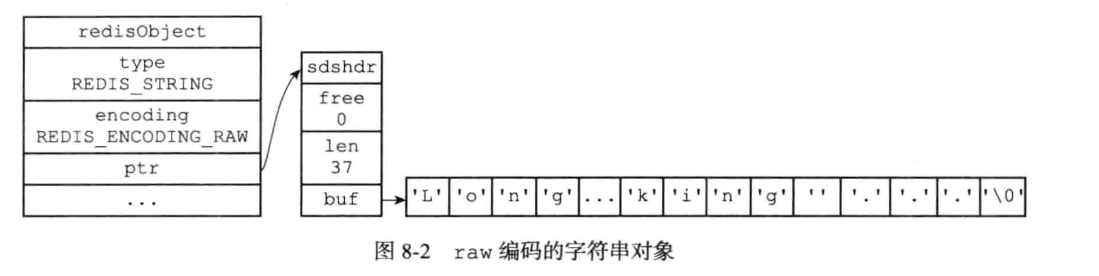 redisObject
type
REDIS_STRING
encoding
REDIS_ENCODING_RAW
ptr
...
sdshdr
free
0
len
37
buf
'L' 'o' 'n' 'g' ... 'k' 'i' 'n' 'g' '' '.' '.' '.' '\0'
图 8-2 raw 编码的字符串对象